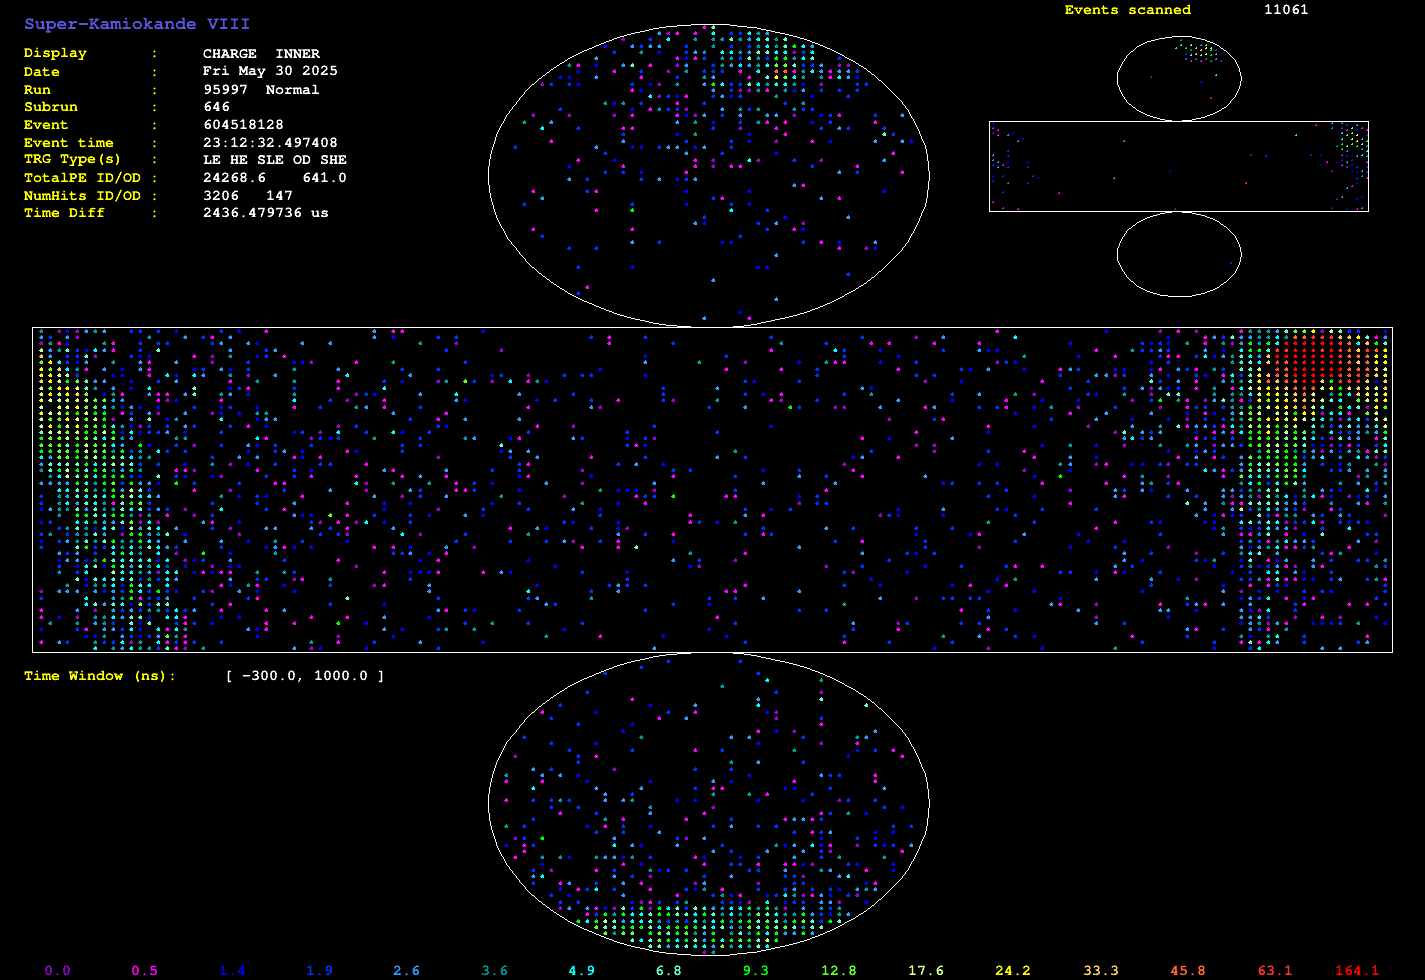 Super-Kamiokande VIII
Events scanned 11061
Display : CHARGE INNER
Date : Fri May 30 2025
Run : 95997 Normal
Subrun : 646
Event : 604518128
Event time : 23:12:32.497408
TRG Type(s) : LE HE SLE OD SHE
TotalPE ID/OD : 24268.6 641.0
NumHits ID/OD : 3206 147
Time Diff : 2436.479736 us
Time Window (ns): [ -300.0, 1000.0 ]
0.0 0.5 1.4 1.9 2.6 3.6 4.9 6.8 9.3 12.8 17.6 24.2 33.3 45.8 63.1 164.1